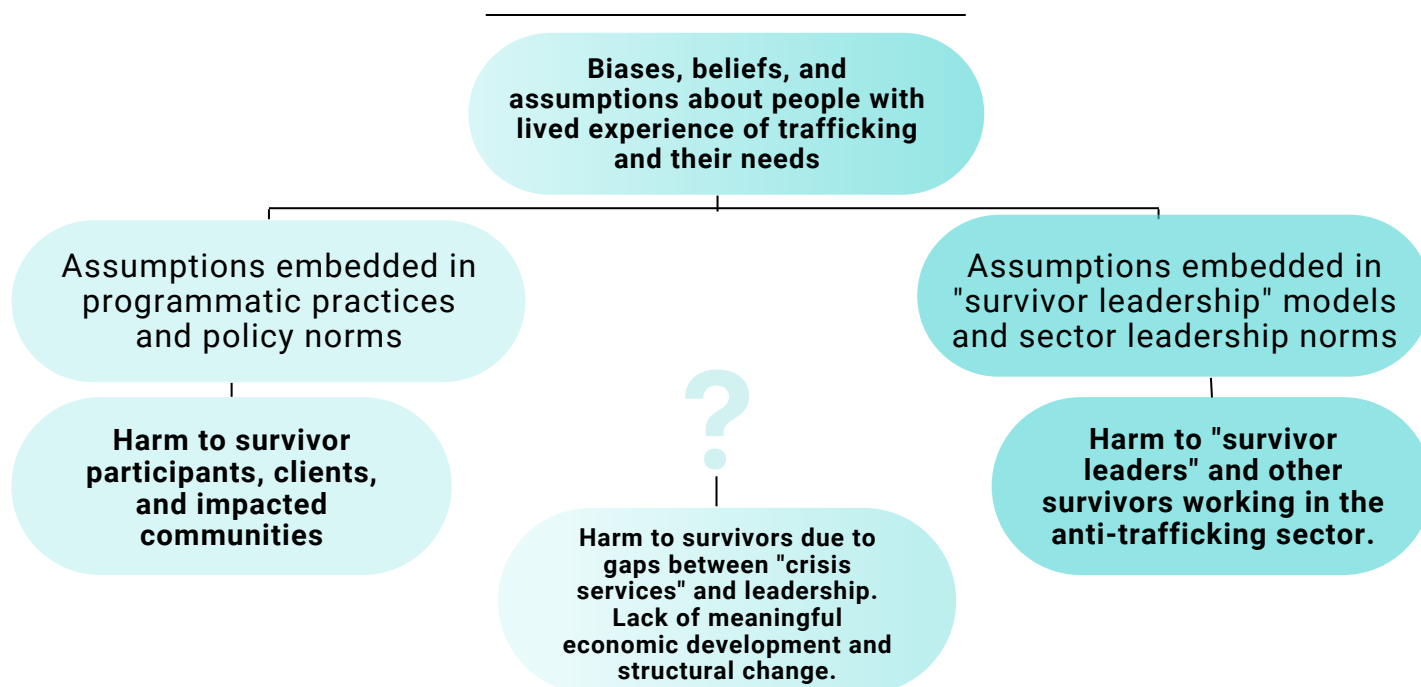 Biases, beliefs, and
assumptions about people with
lived experience of trafficking
and their needs
Assumptions embedded in
programmatic practices
and policy norms
Assumptions embedded in
"survivor leadership" models
and sector leadership norms
?
Harm to survivor
participants, clients,
and impacted
communities
Harm to "survivor
leaders" and other
survivors working in the
anti-trafficking sector.
Harm to survivors due to
gaps between "crisis
services" and leadership.
Lack of meaningful
economic development and
structural change.